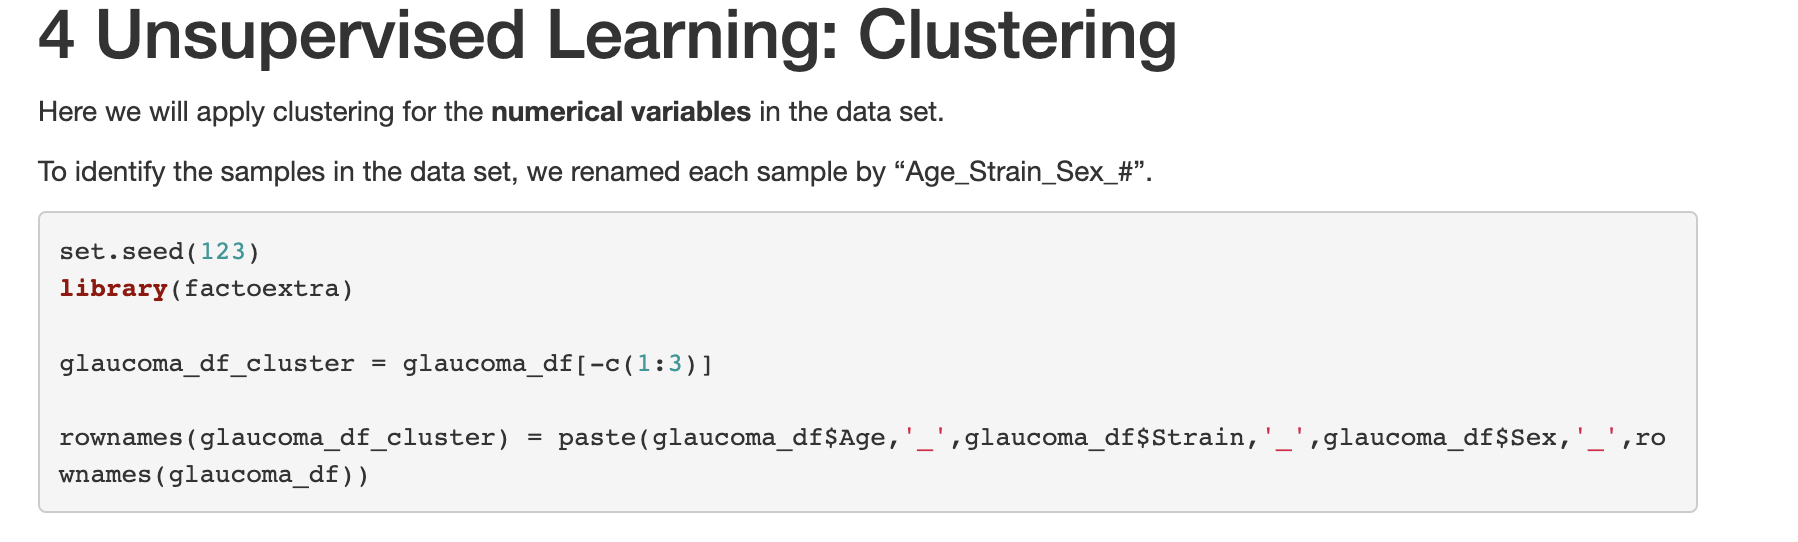 4 Unsupervised Learning: Clustering
Here we will apply clustering for the numerical variables in the data set.
To identify the samples in the data set, we renamed each sample by “Age_Strain_Sex_#”.
set.seed(123)
library(factoextra)
glaucoma_df_cluster = glaucoma_df[-c(1:3)]
rownames(glaucoma_df_cluster) = paste(glaucoma_df$Age,'_',glaucoma_df$Strain,'_',glaucoma_df$Sex,'_',ro
wnames(glaucoma_df))